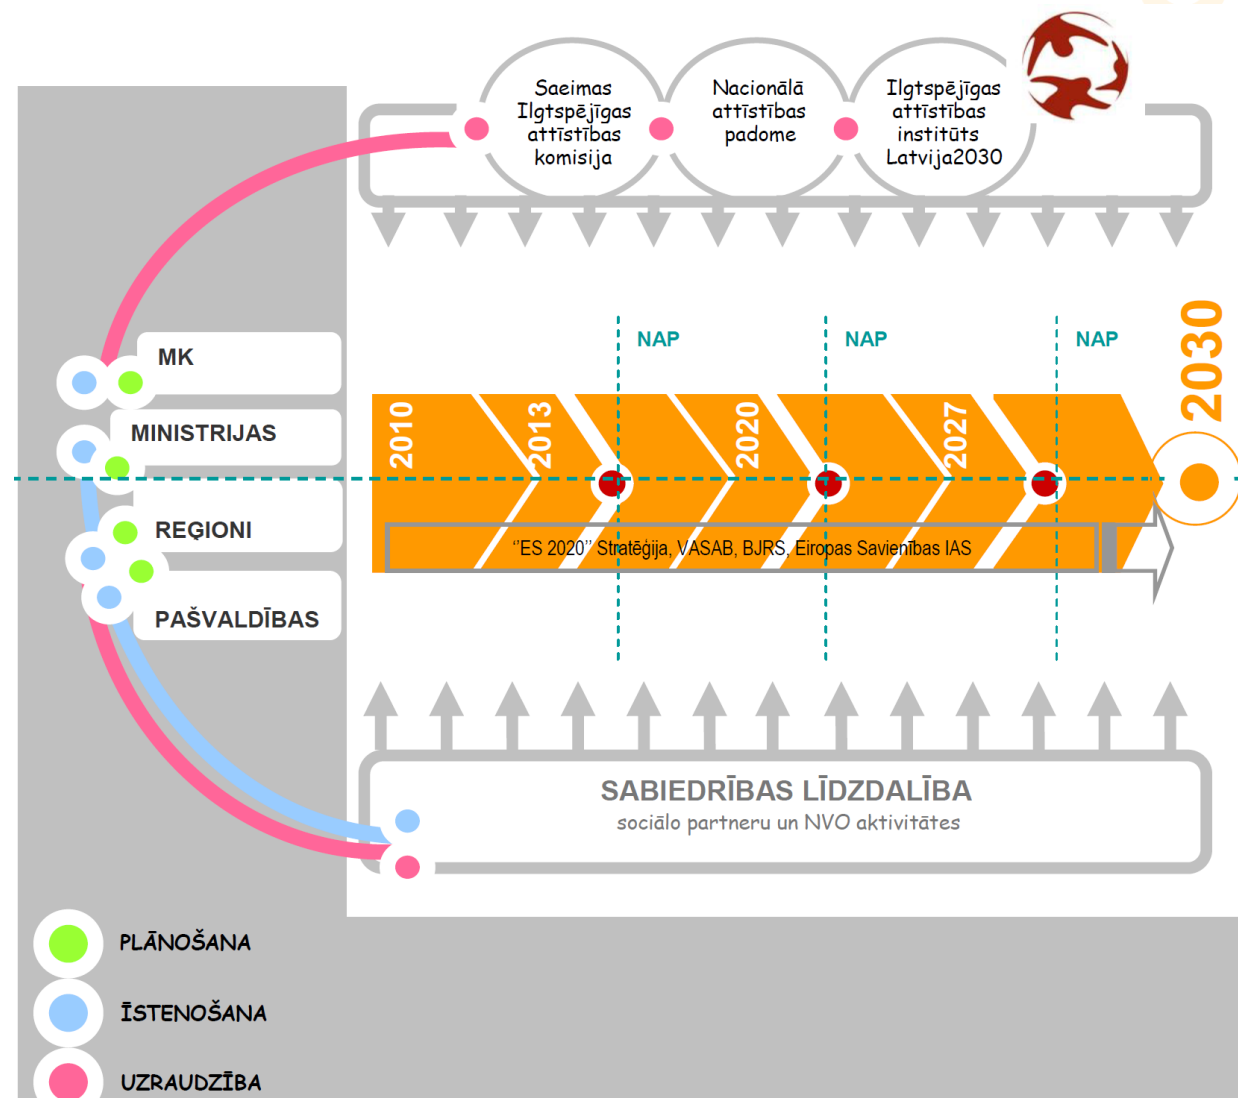 Saeimas
Ilgtspējīgas
attīstības
komisija
Nacionālā
attīstības
padome
Ilgtspējīgas
attīstības
institūts
Latvija2030
MK
MINISTRIJAS
REĢIONI
PAŠVALDĪBAS
NAP
NAP
NAP
2010
2013
2020
2027
2030
‘’ES 2020’’ Stratēģija, VASAB, BJRS, Eiropas Savienības IAS
SABIEDRĪBAS LĪDZDALĪBA
sociālo partneru un NVO aktivitātes
PLĀNOŠANA
ĪSTENOŠANA
UZRAUDZĪBA